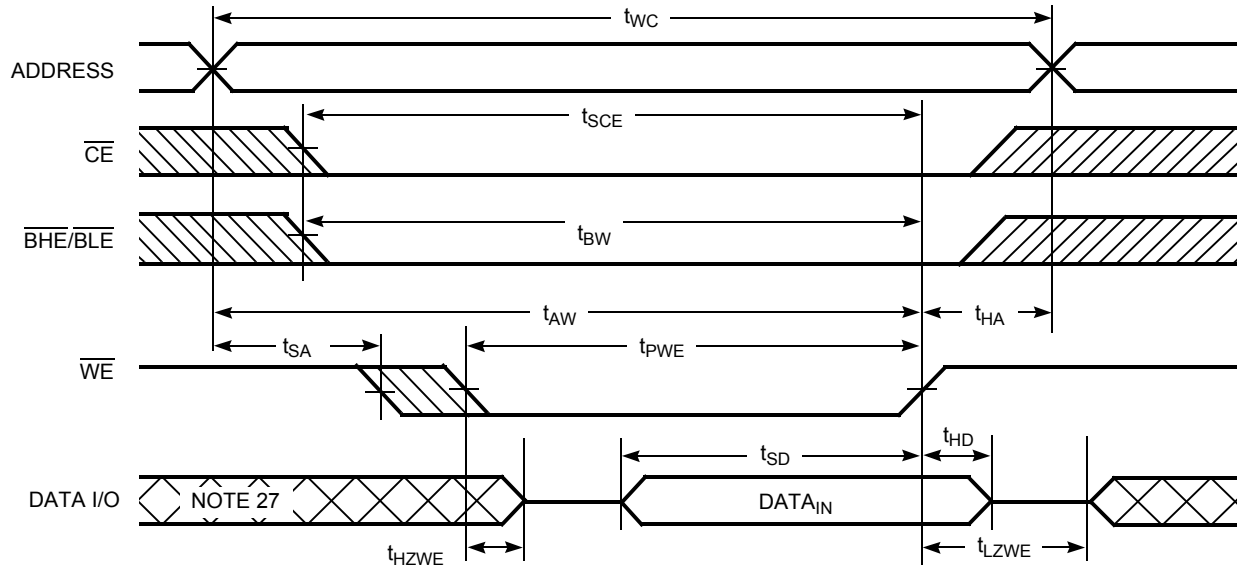 tWC
ADDRESS
tSCE
CE
tBW
BHE/BLE
tAW
tHA
tSA
tPWE
WE
tSD
tHD
DATA I/O
NOTE 27
DATAIN
tHZWE
tLZWE